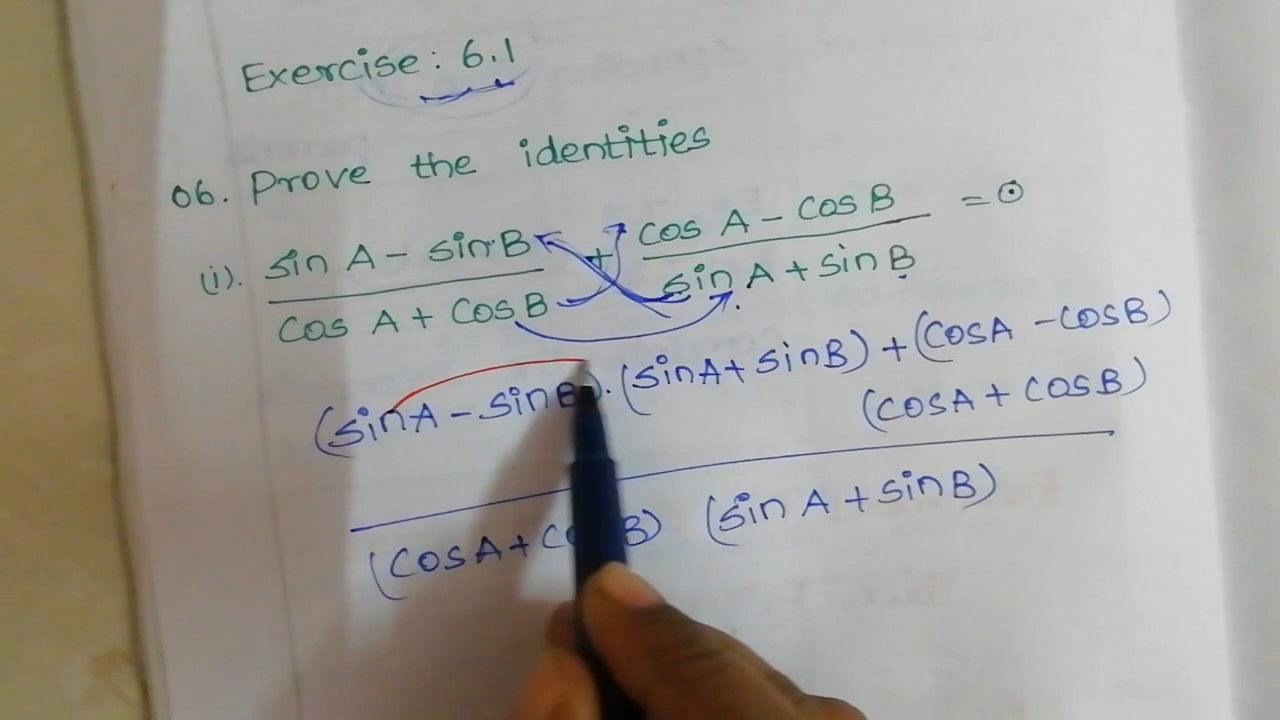 Exercise: 6.1
06. Prove the identities
(i). sin A - sin B / cos A + cos B + cos A - cos B / sin A + sin B = 0
(sin A - sin B). (sin A + sin B) + (cos A - cos B)
(cos A + cos B)
(cos A + cos B) (sin A + sin B)